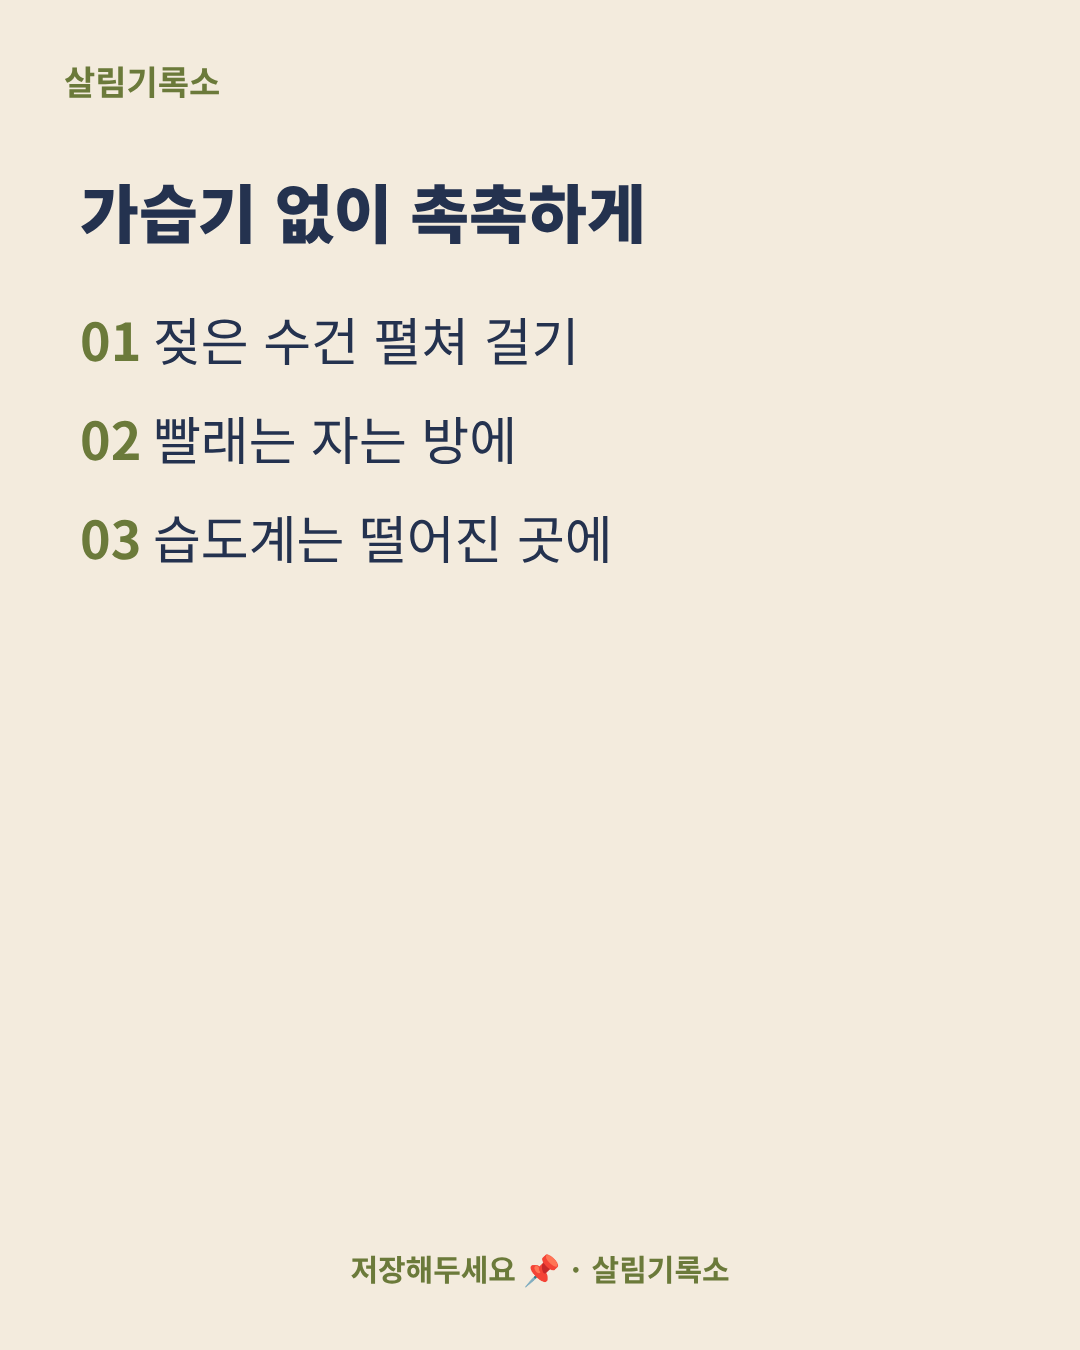 살림기록소
가습기 없이 촉촉하게
01 젖은 수건 펼쳐 걸기
02 빨래는 자는 방에
03 습도계는 떨어진 곳에
저장해두세요 📌 · 살림기록소